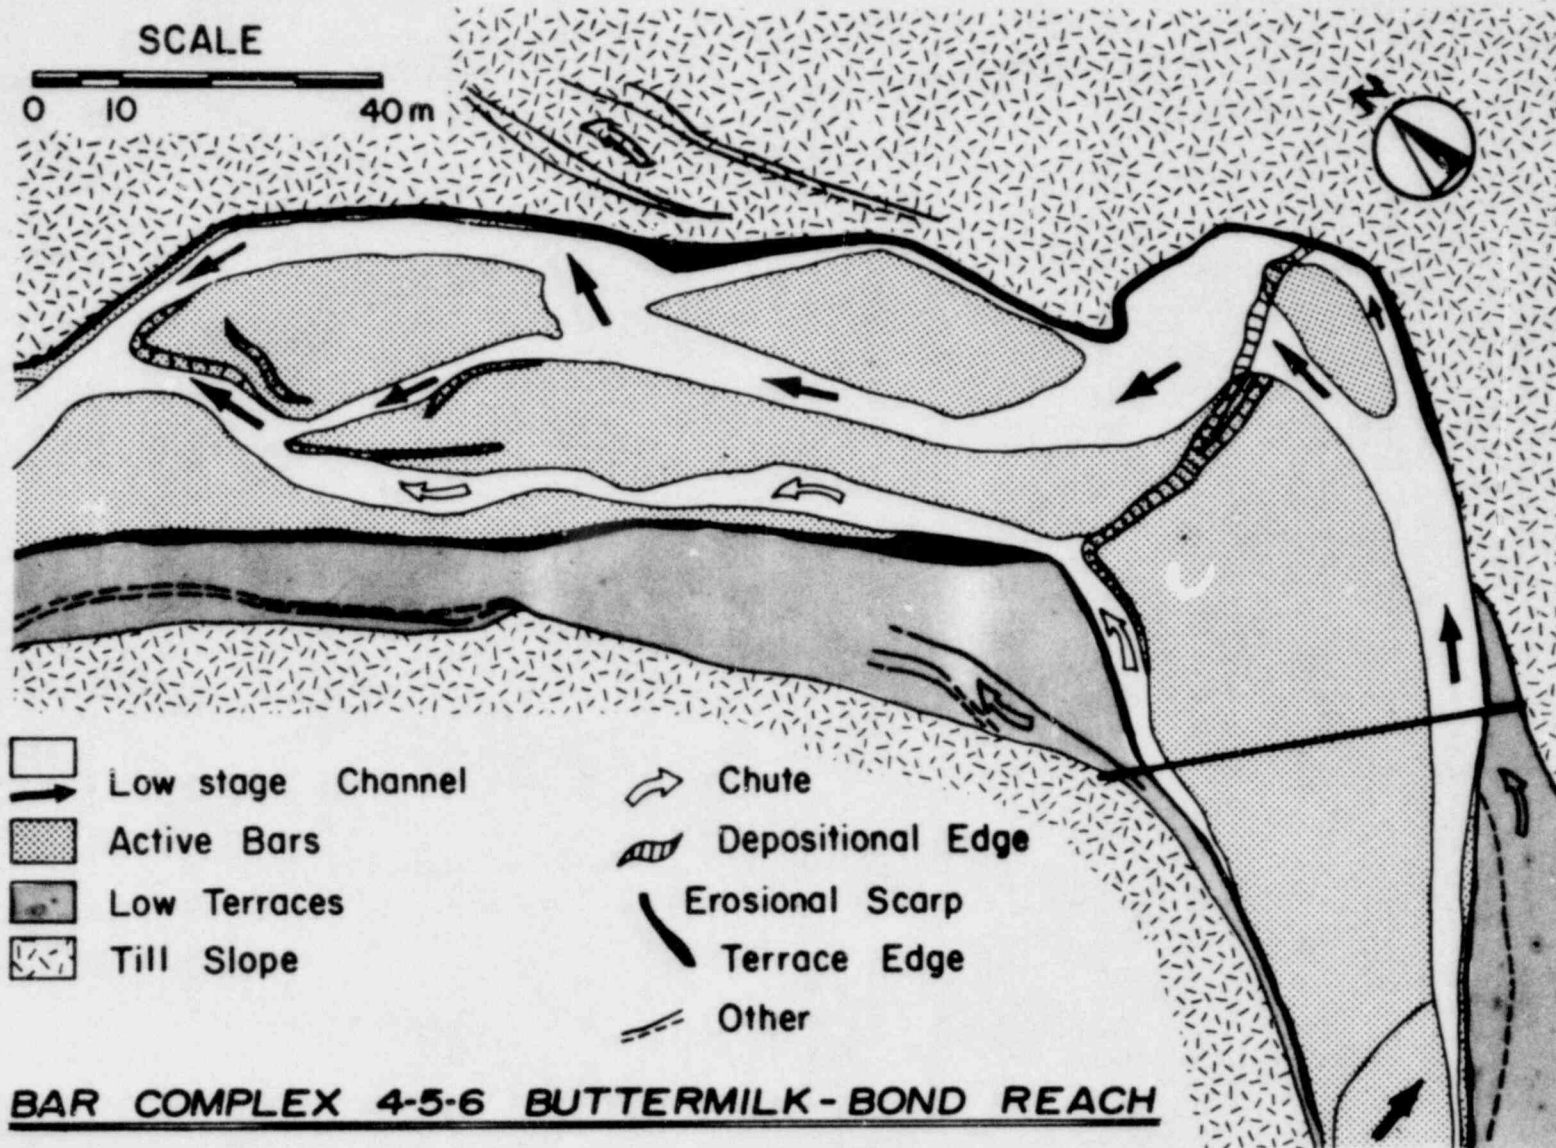 SCALE
0 10 40 m
N
Low stage Channel
Active Bars
Low Terraces
Till Slope
Chute
Depositional Edge
Erosional Scarp
Terrace Edge
Other
BAR COMPLEX 4-5-6 BUTTERMILK-BOND REACH